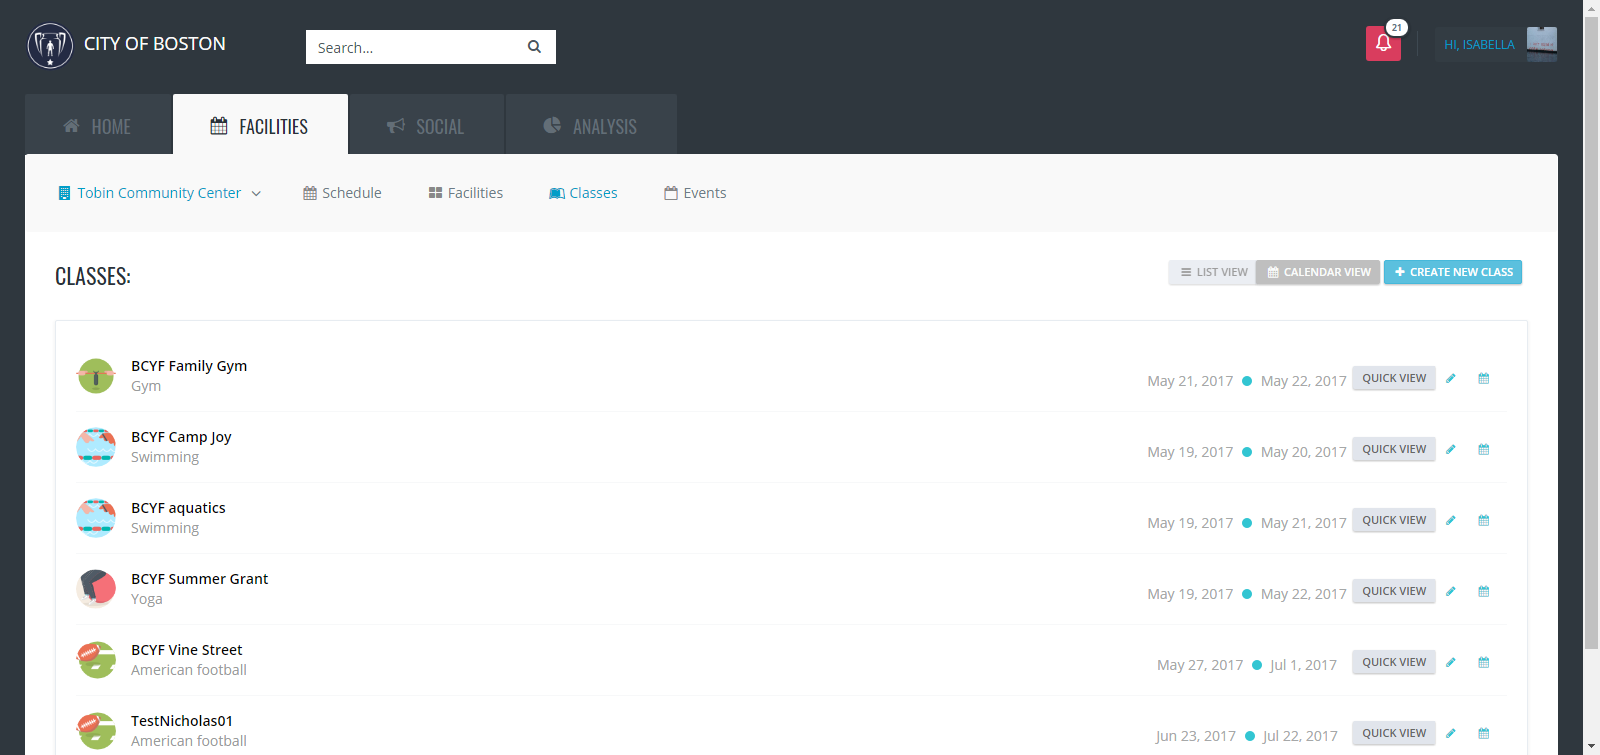 CITY OF BOSTON
Search...
21
HI, ISABELLA
HOME
FACILITIES
SOCIAL
ANALYSIS
Tobin Community Center
Schedule
Facilities
Classes
Events
CLASSES:
LIST VIEW
CALENDAR VIEW
CREATE NEW CLASS
BCYF Family Gym
Gym
May 21, 2017 May 22, 2017 QUICK VIEW
BCYF Camp Joy
Swimming
May 19, 2017 May 20, 2017 QUICK VIEW
BCYF aquatics
Swimming
May 19, 2017 May 21, 2017 QUICK VIEW
BCYF Summer Grant
Yoga
May 19, 2017 May 22, 2017 QUICK VIEW
BCYF Vine Street
American football
May 27, 2017 Jul 1, 2017 QUICK VIEW
TestNicholas01
American football
Jun 23, 2017 Jul 22, 2017 QUICK VIEW